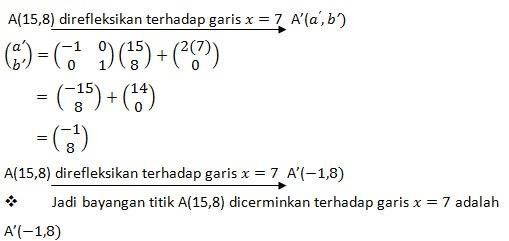 A(15,8) direfleksikan terhadap garis x = 7 A′(a′, b′)
(a′ b′) = (−1 0 0 1)(15 8) + (2(7) 0)
= (−15 8) + (14 0)
= (−1 8)
A(15,8) direfleksikan terhadap garis x = 7 A′(−1,8)
❖ Jadi bayangan titik A(15,8) dicerminkan terhadap garis x = 7 adalah
A′(−1,8)